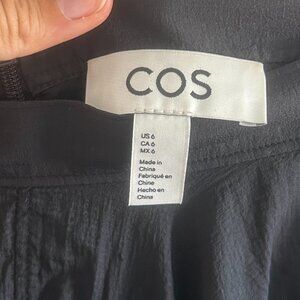 COS
US 6
CA 6
MX 6
Made in
China
Fabriqué en
Chine
Hecho en
China